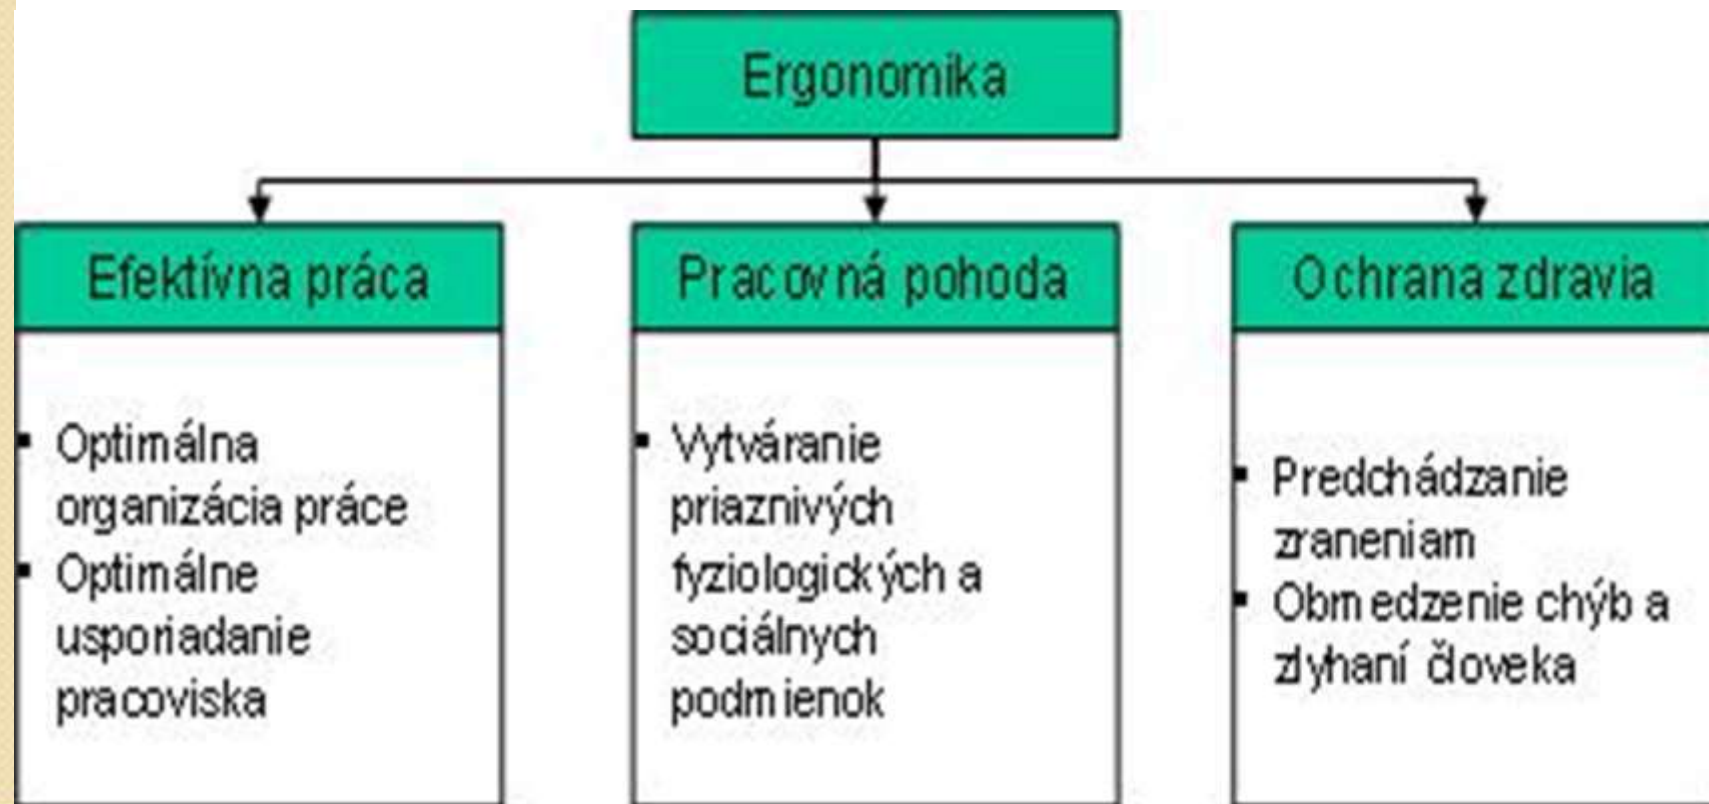 Ergonomika
Efektívna práca
▪ Optimálna
organizácia práce
▪ Optimálne
usporiadanie
pracoviska
Pracovná pohoda
▪ Vytváranie
priaznivých
fyziologických a
sociálnych
podmienok
Ochrana zdravia
▪ Predchádzanie
zraneniam
▪ Obmedzenie chýb a
zlyhaní človeka